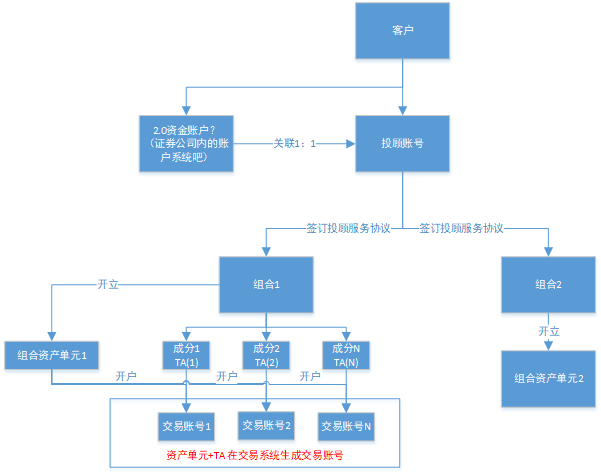 客户
2.0资金账户？
（证券公司内的账
户系统吧）
关联1：1
投顾账号
签订投顾服务协议
签订投顾服务协议
组合1
组合2
开立
开立
组合资产单元1
成分1
TA(1)
成分2
TA(2)
成分N
TA(N)
组合资产单元2
开户
开户
开户
交易账号1
交易账号2
交易账号N
资产单元+TA 在交易系统生成交易账号